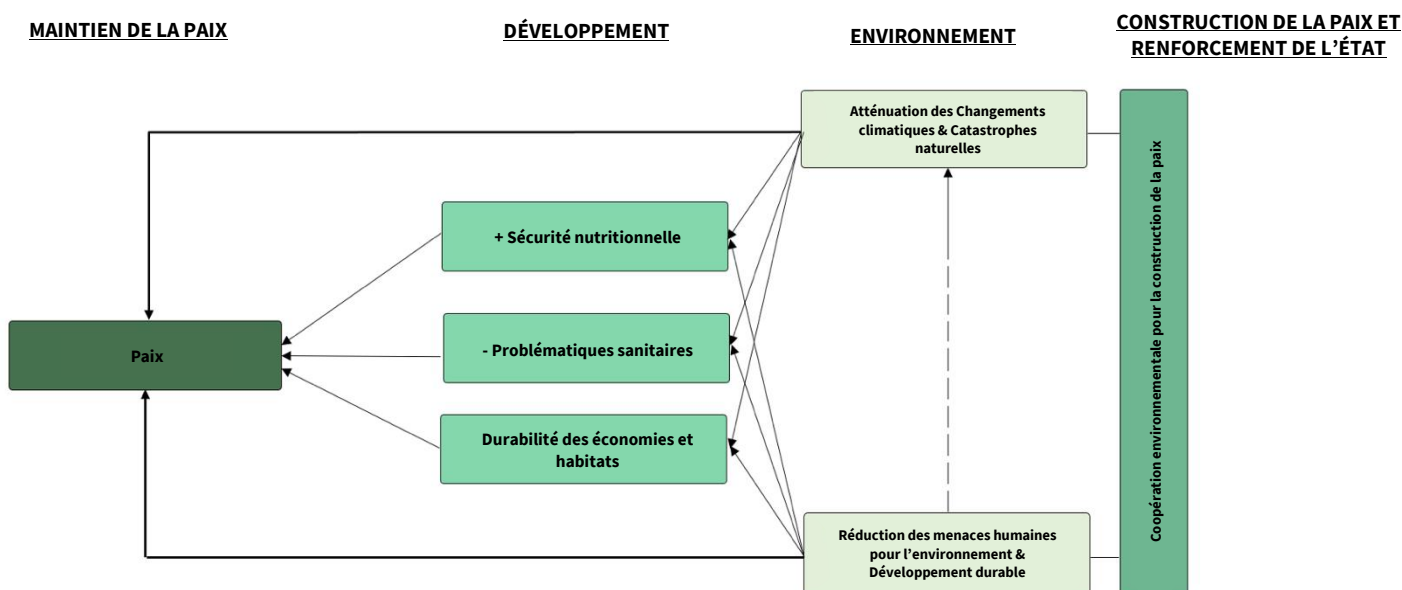 MAINTIEN DE LA PAIX
DÉVELOPPEMENT
ENVIRONNEMENT
CONSTRUCTION DE LA PAIX ET
RENFORCEMENT DE L’ÉTAT
Atténuation des Changements
climatiques & Catastrophes
naturelles
+ Sécurité nutritionnelle
Paix
- Problématiques sanitaires
Durabilité des économies et
habitats
Réduction des menaces humaines
pour l’environnement &
Développement durable
Coopération environnementale pour la construction de la paix